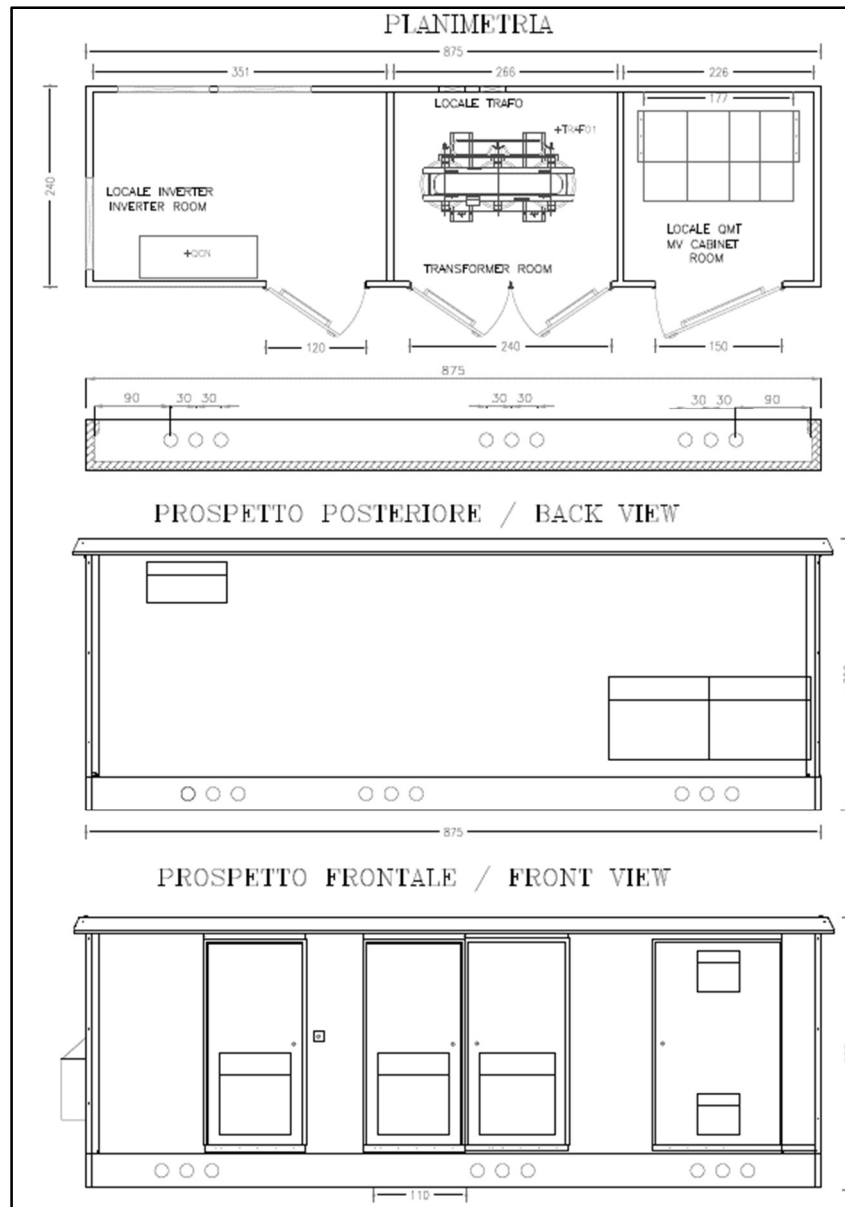 PLANIMETRIA
875
351 266 226
LOCALE TRAFO
177
+TRAFO1
240
LOCALE INVERTER
INVERTER ROOM
LOCALE QMT
MV CABINET
ROOM
+QCN
TRANSFORMER ROOM
120 240 150
875
90 30 30 30 30 30 30 90
PROSPETTO POSTERIORE / BACK VIEW
875
PROSPETTO FRONTALE / FRONT VIEW
110